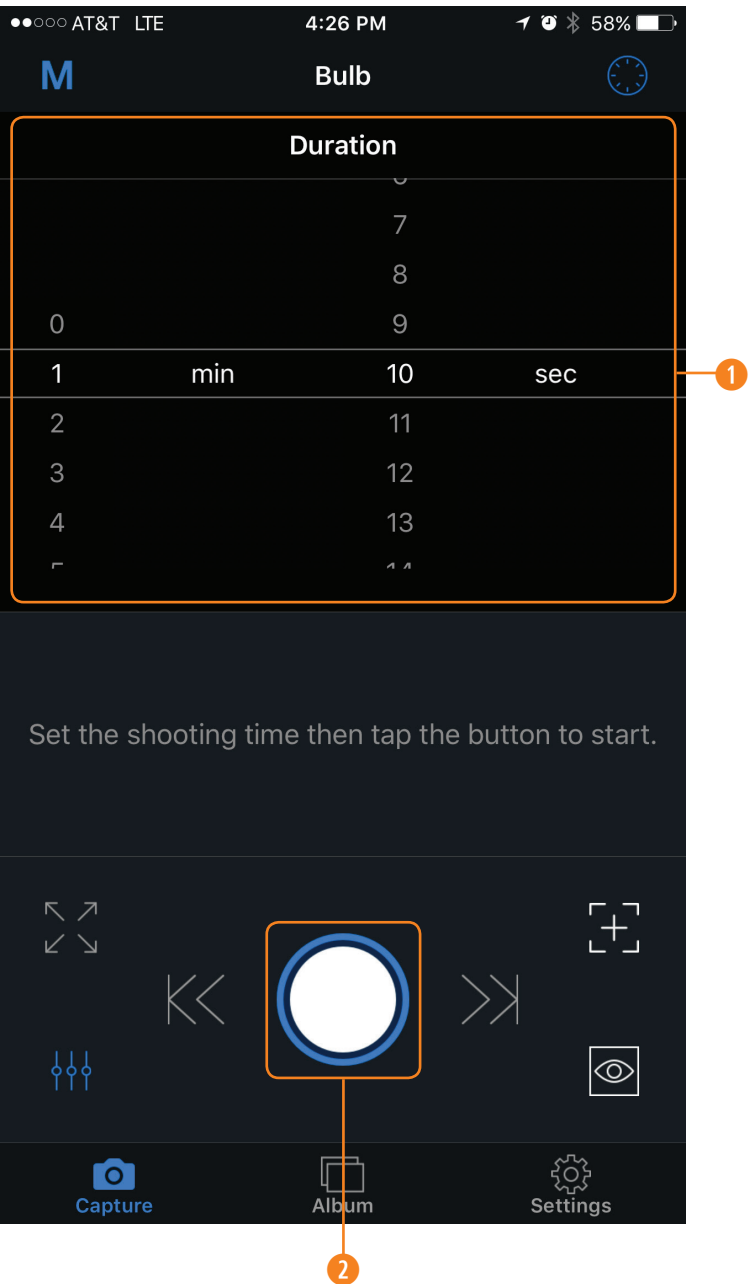 AT&T LTE 4:26 PM 58%
M Bulb
Duration
7
8
0 9
1 min 10 sec 1
2 11
3 12
4 13
Set the shooting time then tap the button to start.
Capture Album Settings
2